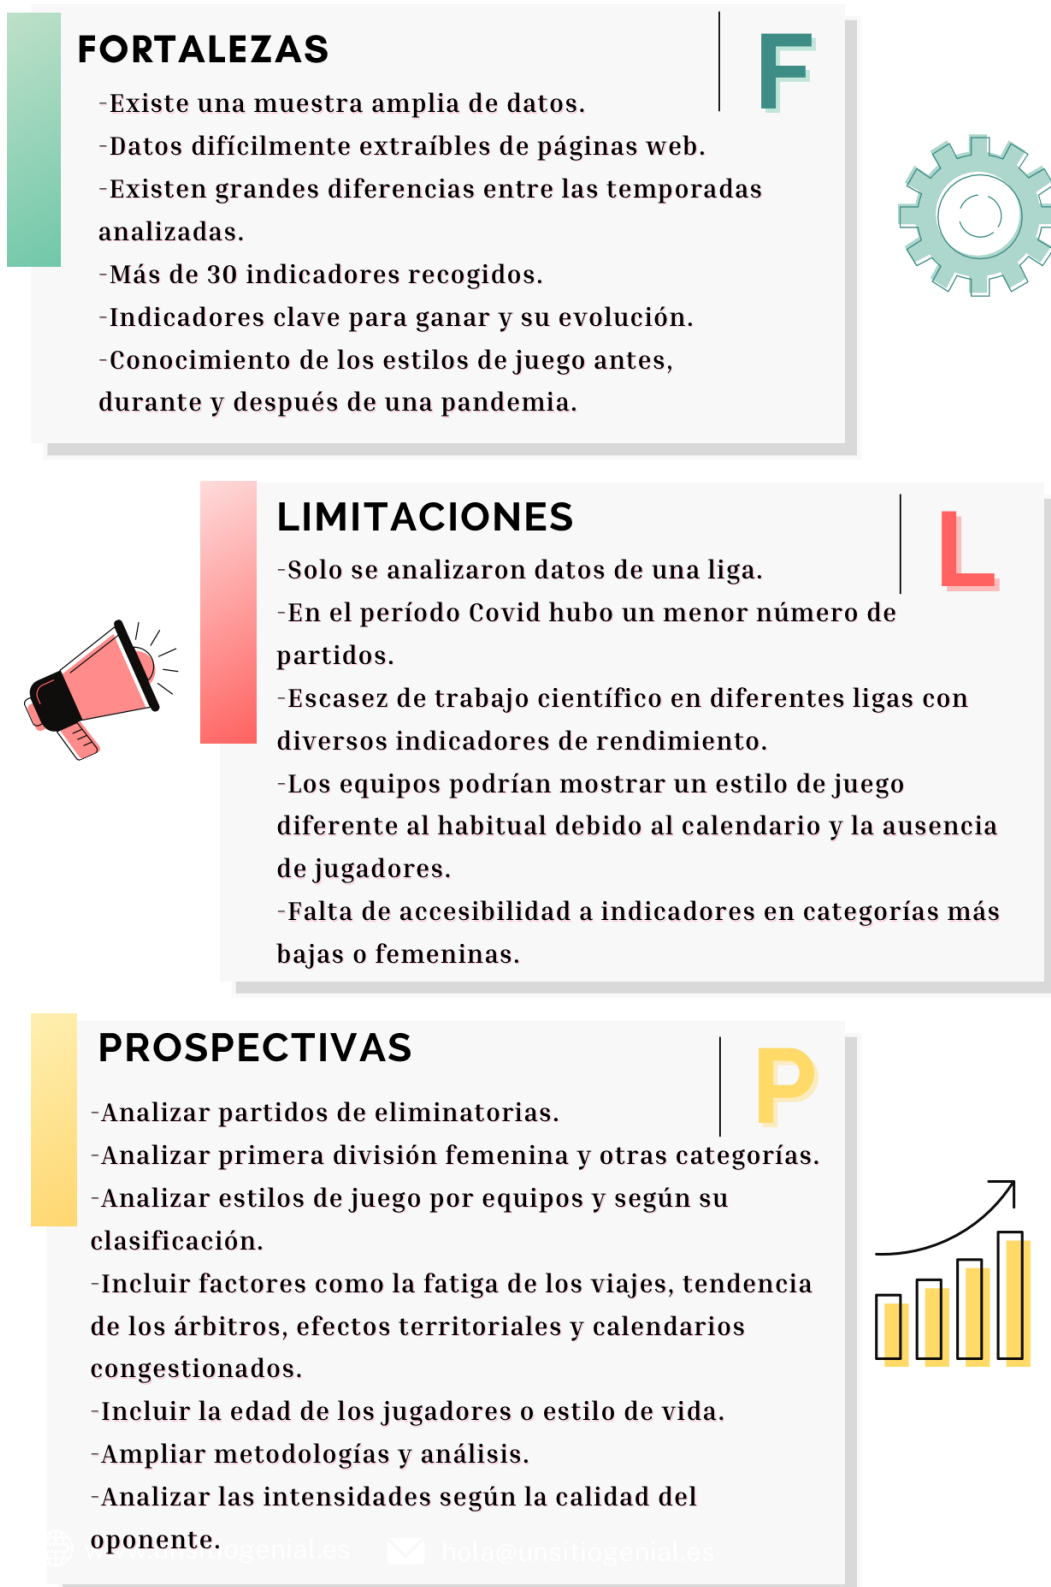 FORTALEZAS
F
-Existe una muestra amplia de datos.
-Datos difícilmente extraíbles de páginas web.
-Existen grandes diferencias entre las temporadas
analizadas.
-Más de 30 indicadores recogidos.
-Indicadores clave para ganar y su evolución.
-Conocimiento de los estilos de juego antes,
durante y después de una pandemia.
LIMITACIONES
L
-Solo se analizaron datos de una liga.
-En el período Covid hubo un menor número de
partidos.
-Escasez de trabajo científico en diferentes ligas con
diversos indicadores de rendimiento.
-Los equipos podrían mostrar un estilo de juego
diferente al habitual debido al calendario y la ausencia
de jugadores.
-Falta de accesibilidad a indicadores en categorías más
bajas o femeninas.
PROSPECTIVAS
P
-Analizar partidos de eliminatorias.
-Analizar primera división femenina y otras categorías.
-Analizar estilos de juego por equipos y según su
clasificación.
-Incluir factores como la fatiga de los viajes, tendencia
de los árbitros, efectos territoriales y calendarios
congestionados.
-Incluir la edad de los jugadores o estilo de vida.
-Ampliar metodologías y análisis.
-Analizar las intensidades según la calidad del
oponente.
hola@unsitiogenial.es